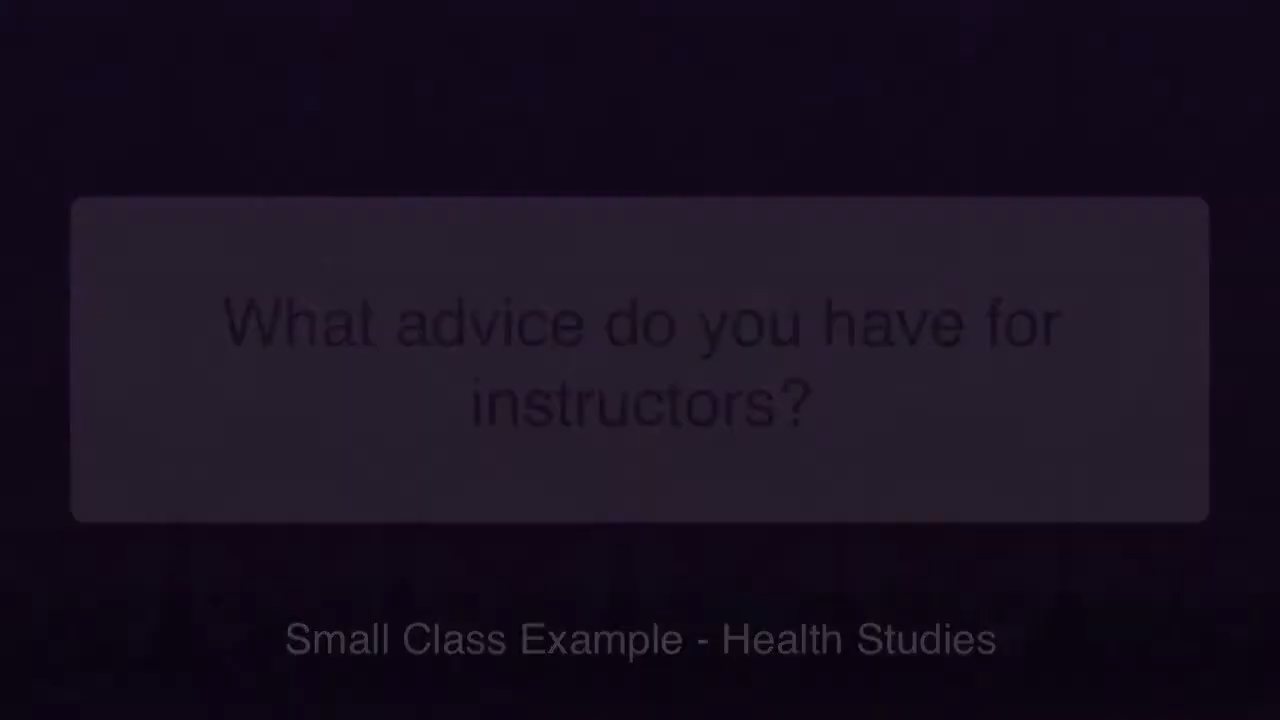 What advice do you have for
instructors?
Small Class Example - Health Studies